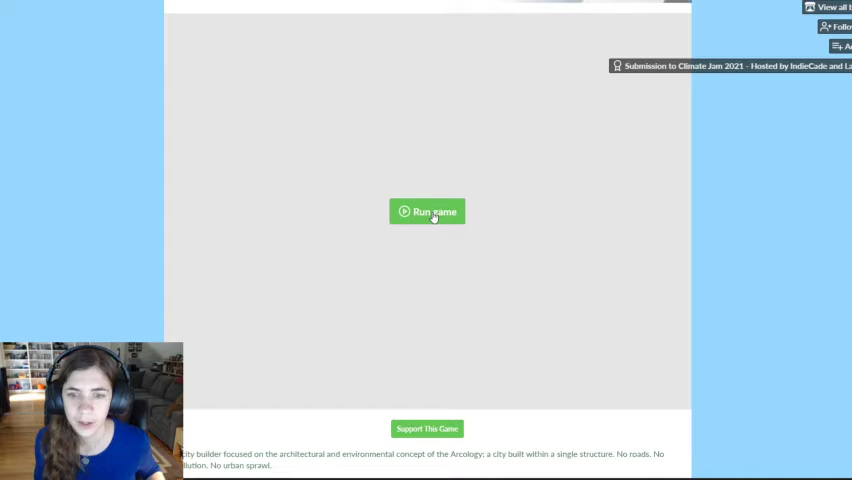 View all b
Follo
A
Submission to Climate Jam 2021 - Hosted by IndieCade and La
Run game
Support This Game
city builder focused on the architectural and environmental concept of the Arcology; a city built within a single structure. No roads. No
llution. No urban sprawl.